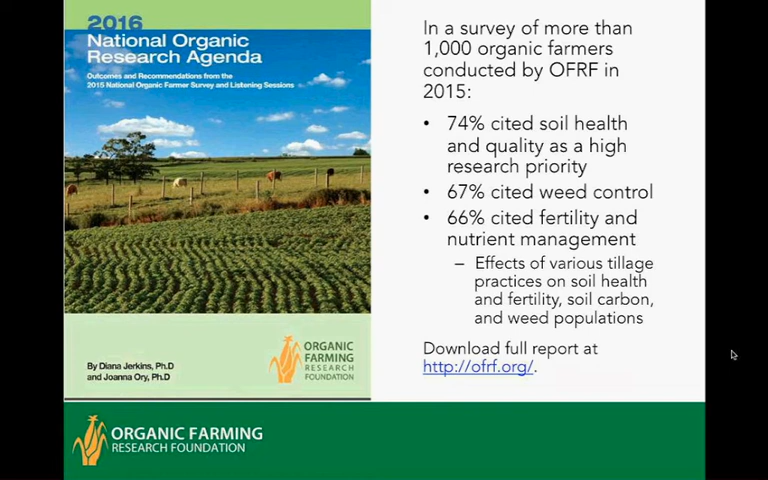 2016
National Organic
Research Agenda
Outcomes and Recommendations from the
2015 National Organic Farmer Survey and Listening Sessions
By Diana Jerkins, Ph.D
and Joanna Ory, Ph.D
ORGANIC
FARMING
RESEARCH
FOUNDATION
In a survey of more than
1,000 organic farmers
conducted by OFRF in
2015:
• 74% cited soil health
and quality as a high
research priority
• 67% cited weed control
• 66% cited fertility and
nutrient management
– Effects of various tillage
practices on soil health
and fertility, soil carbon,
and weed populations
Download full report at
http://ofrf.org/.
ORGANIC FARMING
RESEARCH FOUNDATION